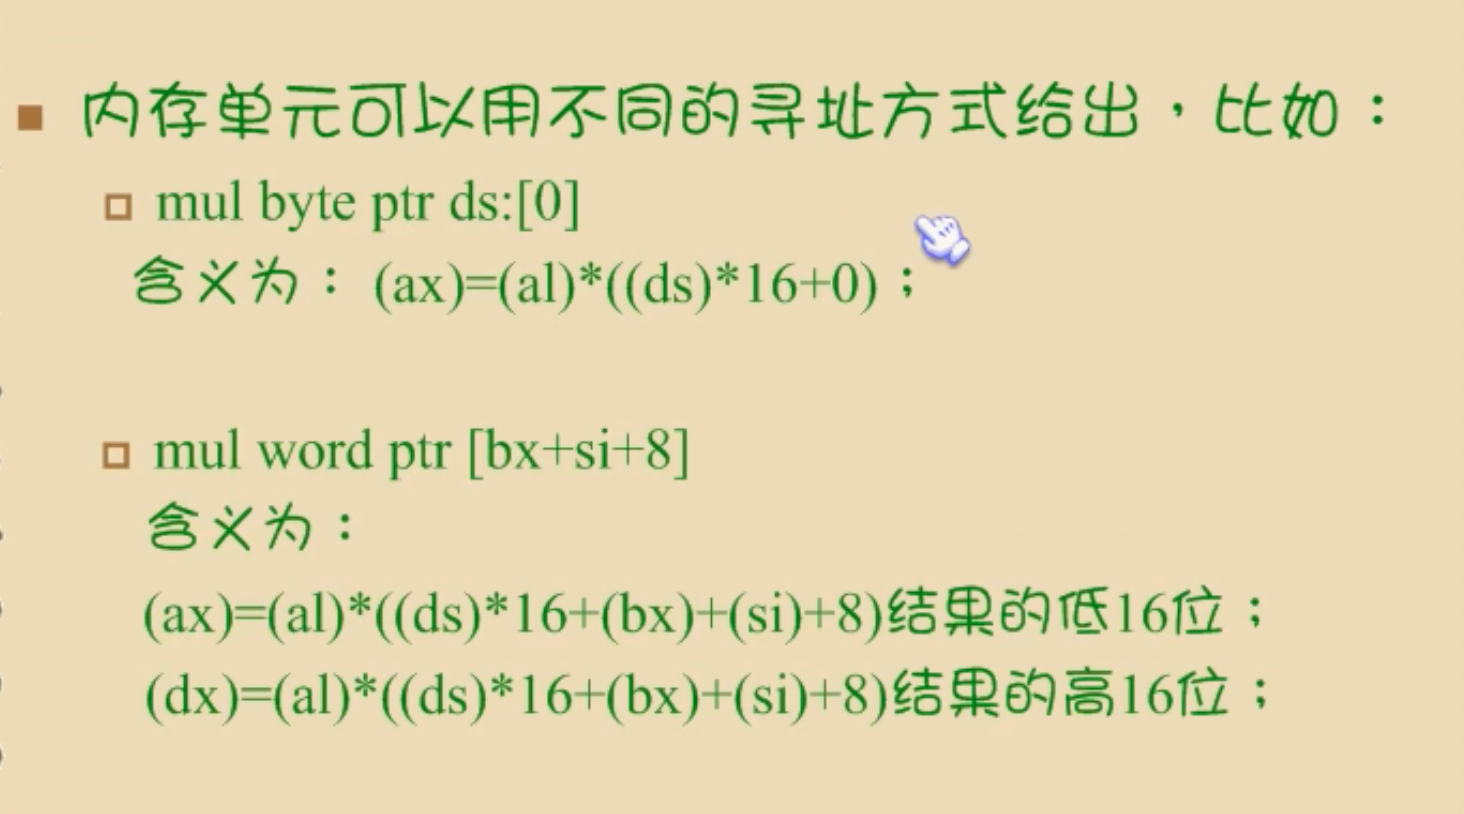 内存单元可以用不同的寻址方式给出，比如：
mul byte ptr ds:[0]
含义为： (ax)=(al)*((ds)*16+0)；
mul word ptr [bx+si+8]
含义为：
(ax)=(al)*((ds)*16+(bx)+(si)+8)结果的低16位；
(dx)=(al)*((ds)*16+(bx)+(si)+8)结果的高16位；